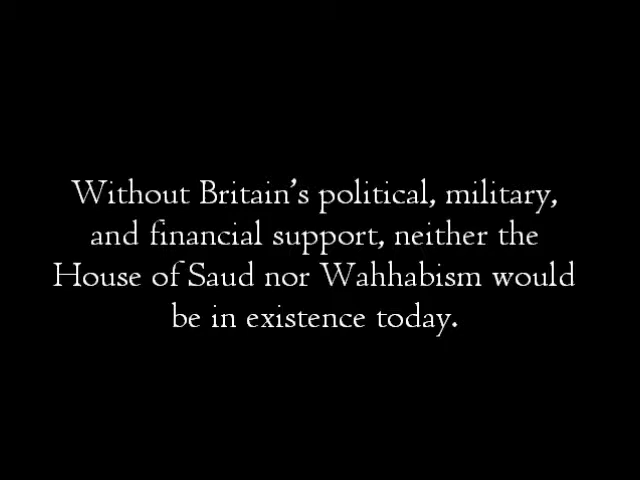 Without Britain's political, military,
and financial support, neither the
House of Saud nor Wahhabism would
be in existence today.